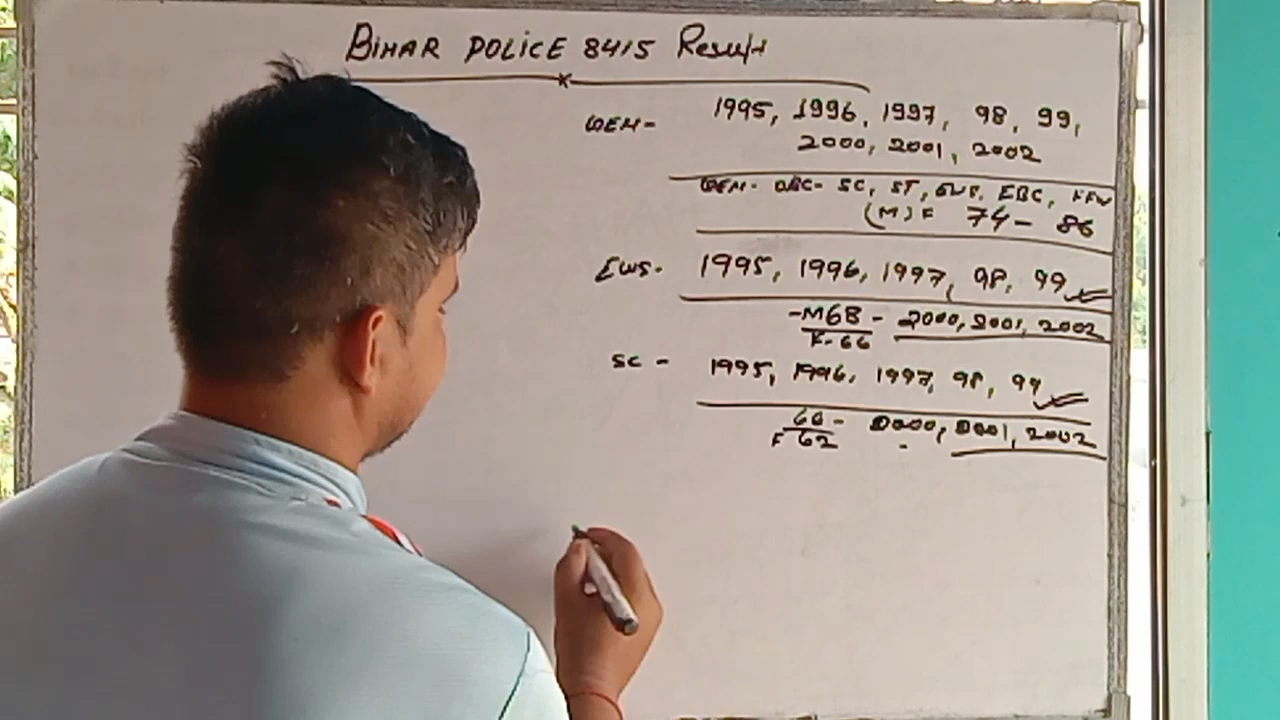 BIHAR POLICE 8415 Result
GEN- 1995, 1996, 1997, 98, 99,
2000, 2001, 2002
GEN- OBC- SC, ST, EWS, EBC,
(M) F 74- 86
EWS- 1995, 1996, 1997, 98, 99
-M68- 2000, 2001, 2002
F-66
SC - 1995, 1996, 1997, 98, 99
66- 2000, 2001, 2002
F 62